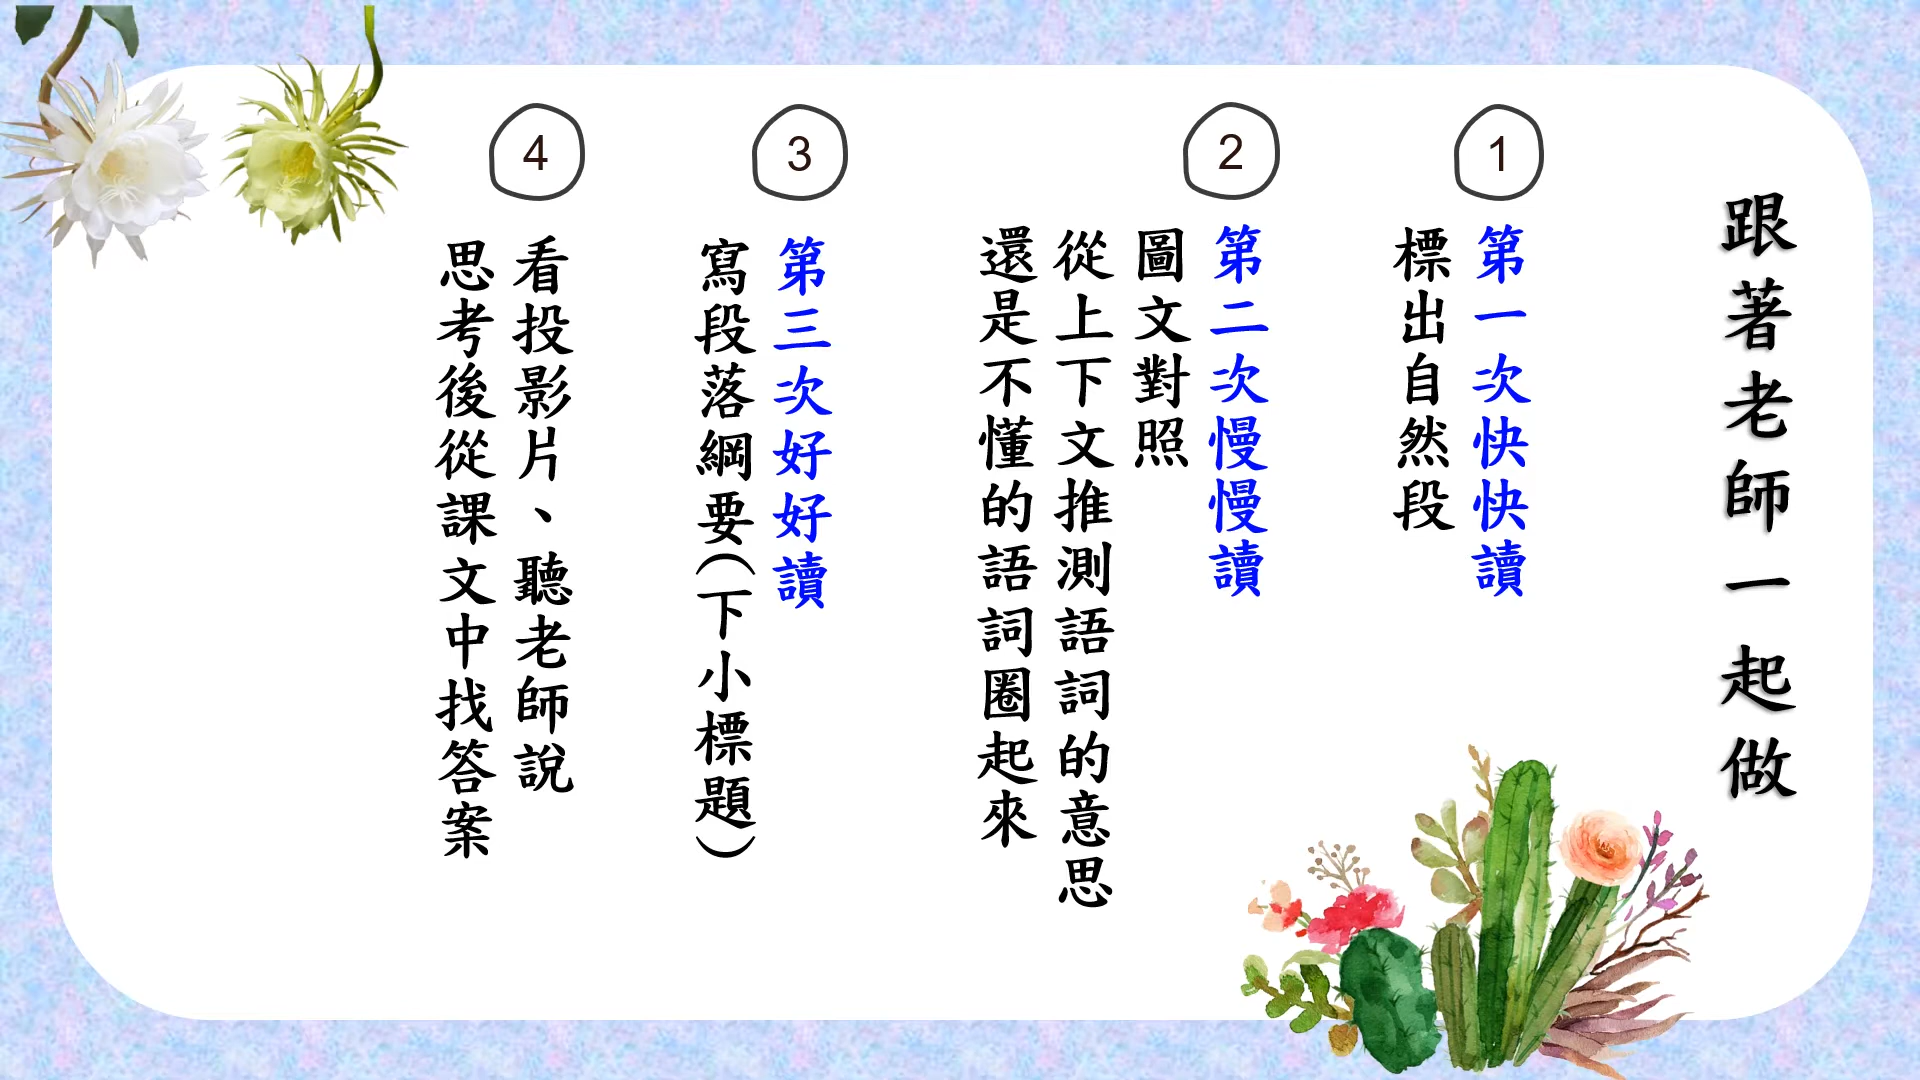 跟著老師一起做
1
第一次快快讀
標出自然段
2
第二次慢慢讀
圖文對照
從上下文推測語詞的意思
還是不懂的語詞圈起來
3
第三次好好讀
寫段落綱要(下小標題)
4
看投影片、聽老師說
思考後從課文中找答案